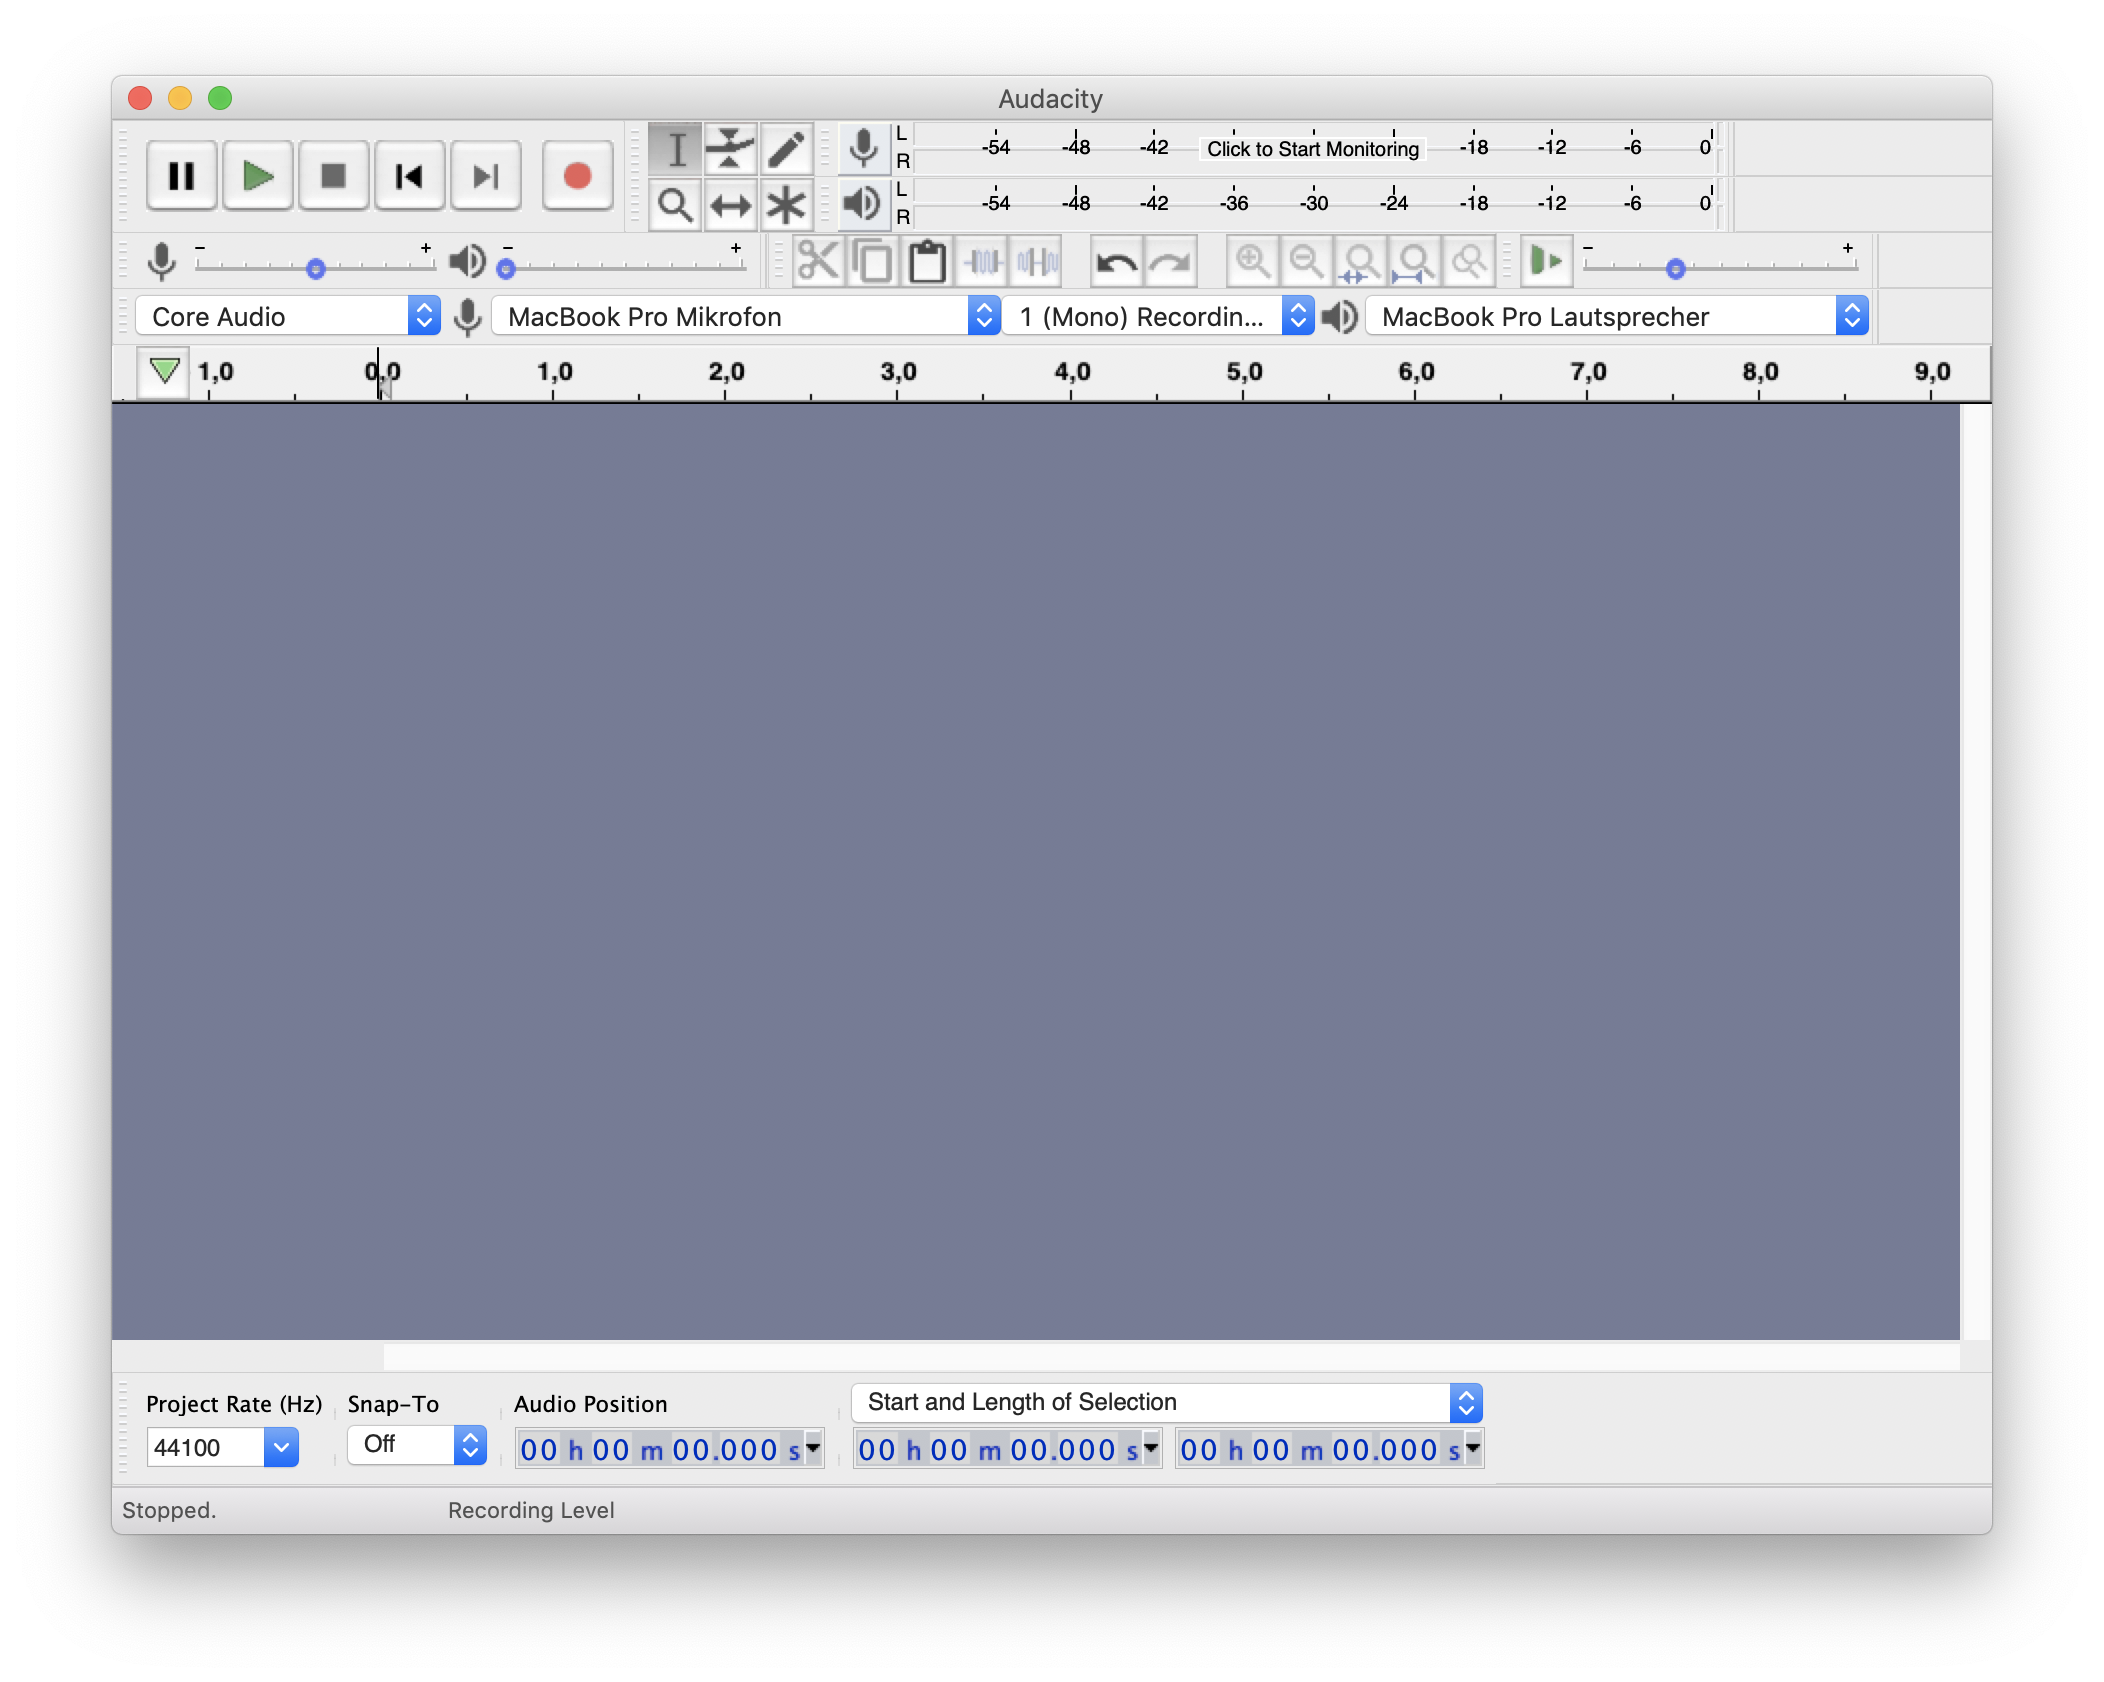 Audacity
L
R
-54 -48 -42 Click to Start Monitoring -18 -12 -6 0
L
R
-54 -48 -42 -36 -30 -24 -18 -12 -6 0
- + - + - +
Core Audio MacBook Pro Mikrofon 1 (Mono) Recordin... MacBook Pro Lautsprecher
1,0 0,0 1,0 2,0 3,0 4,0 5,0 6,0 7,0 8,0 9,0
Project Rate (Hz) Snap-To Audio Position Start and Length of Selection
44100 Off 00 h 00 m 00.000 s 00 h 00 m 00.000 s 00 h 00 m 00.000 s
Stopped. Recording Level